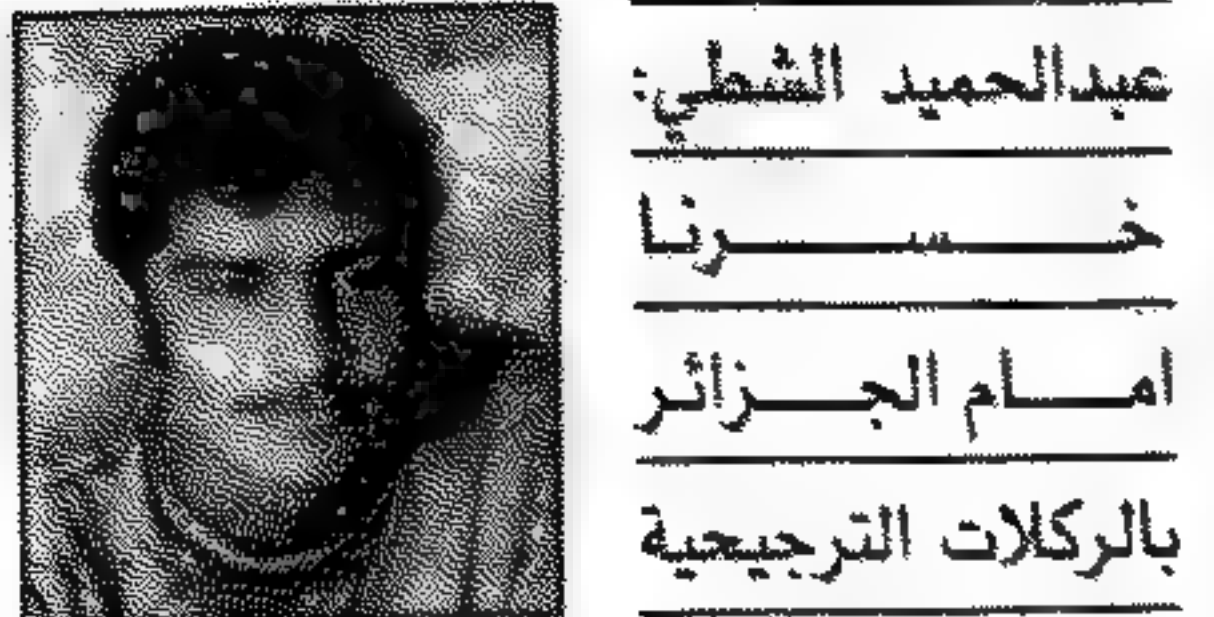 عبدالحميد الشطي:
خسرنا
امام الجزائر
بالركلات الترجيحية